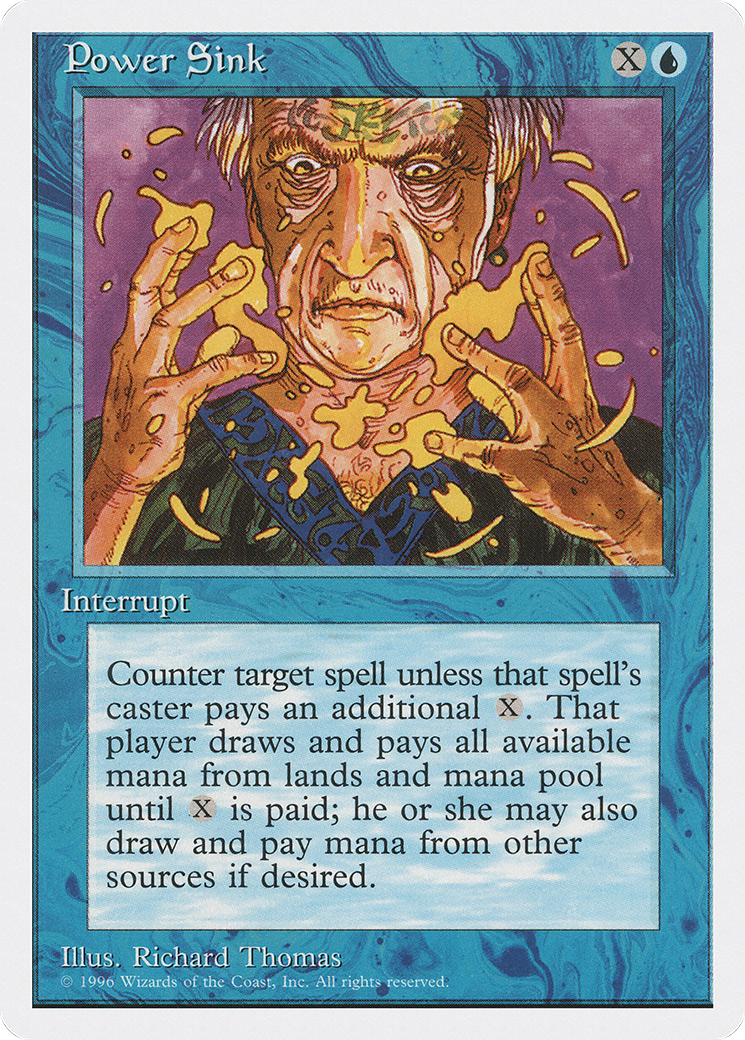 Power Sink X
Interrupt
Counter target spell unless that spell's
caster pays an additional X. That
player draws and pays all available
mana from lands and mana pool
until X is paid; he or she may also
draw and pay mana from other
sources if desired.
Illus. Richard Thomas
© 1996 Wizards of the Coast, Inc. All rights reserved.